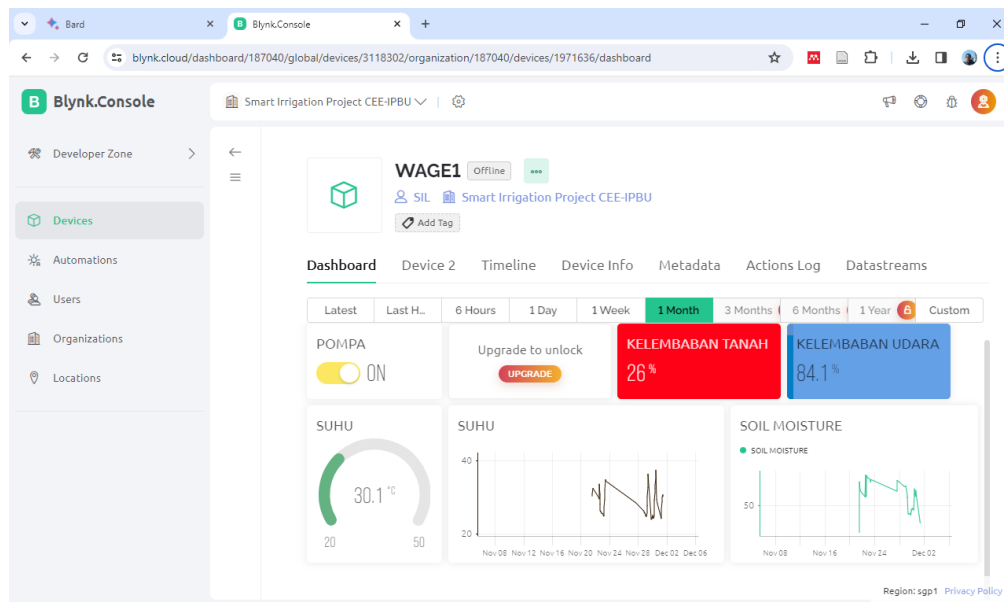 Bard
Blynk.Console
blynk.cloud/dashboard/187040/global/devices/3118302/organization/187040/devices/1971636/dashboard
B Blynk.Console
Smart Irrigation Project CEE-IPBU
Developer Zone
Devices
Automations
Users
Organizations
Locations
WAGE1 Offline
SIL Smart Irrigation Project CEE-IPBU
Add Tag
Dashboard Device 2 Timeline Device Info Metadata Actions Log Datastreams
Latest Last H... 6 Hours 1 Day 1 Week 1 Month 3 Months 6 Months 1 Year Custom
POMPA
ON
Upgrade to unlock
UPGRADE
KELEMBABAN TANAH
26 %
KELEMBABAN UDARA
84.1 %
SUHU
30.1 °C
20 50
SUHU
40
20
Nov 08 Nov 12 Nov 16 Nov 20 Nov 24 Nov 28 Dec 02 Dec 06
SOIL MOISTURE
SOIL MOISTURE
50
Nov 08 Nov 16 Nov 24 Dec 02
Region: sgp1 Privacy Policy